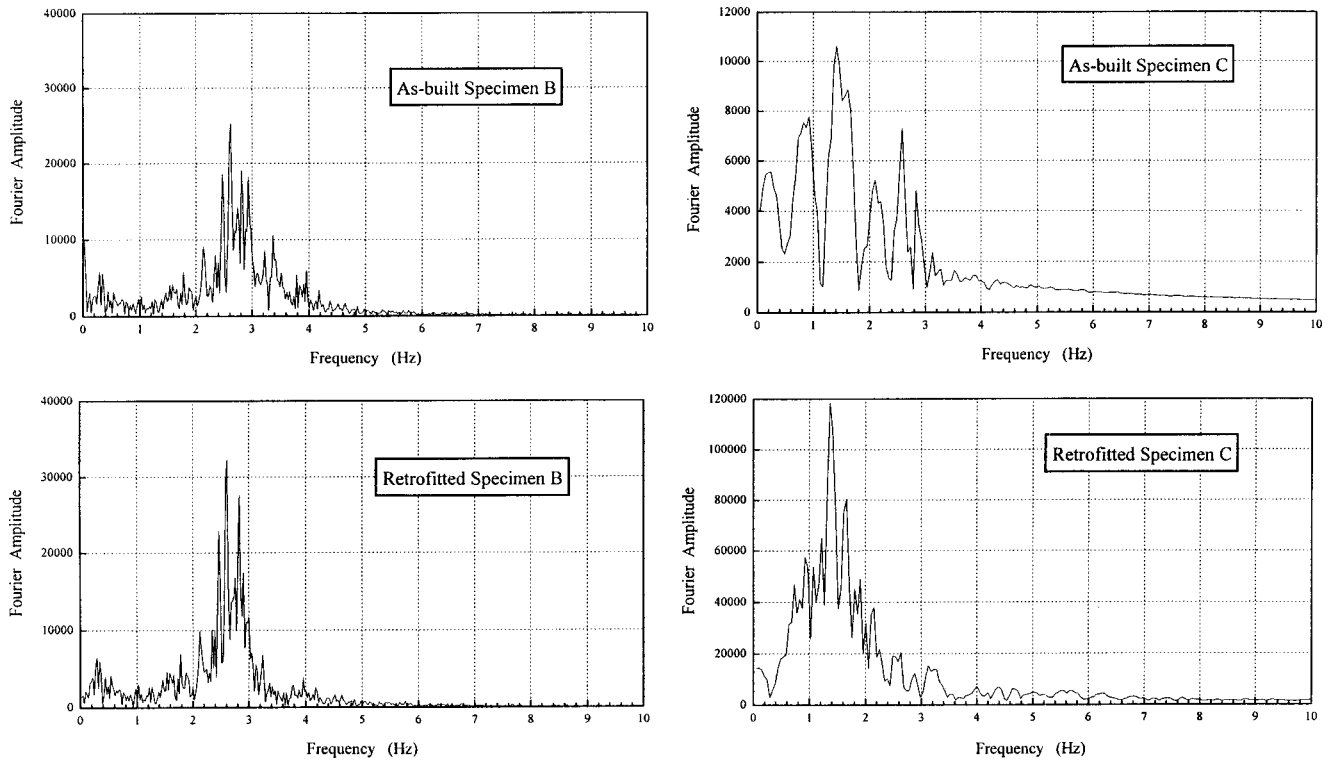 40000
30000
20000
10000
0
Fourier Amplitude
As-built Specimen B
0 1 2 3 4 5 6 7 8 9 10
Frequency (Hz)
12000
10000
8000
6000
4000
2000
0
Fourier Amplitude
As-built Specimen C
0 1 2 3 4 5 6 7 8 9 10
Frequency (Hz)
40000
30000
20000
10000
0
Fourier Amplitude
Retrofitted Specimen B
0 1 2 3 4 5 6 7 8 9 10
Frequency (Hz)
120000
100000
80000
60000
40000
20000
0
Fourier Amplitude
Retrofitted Specimen C
0 1 2 3 4 5 6 7 8 9 10
Frequency (Hz)